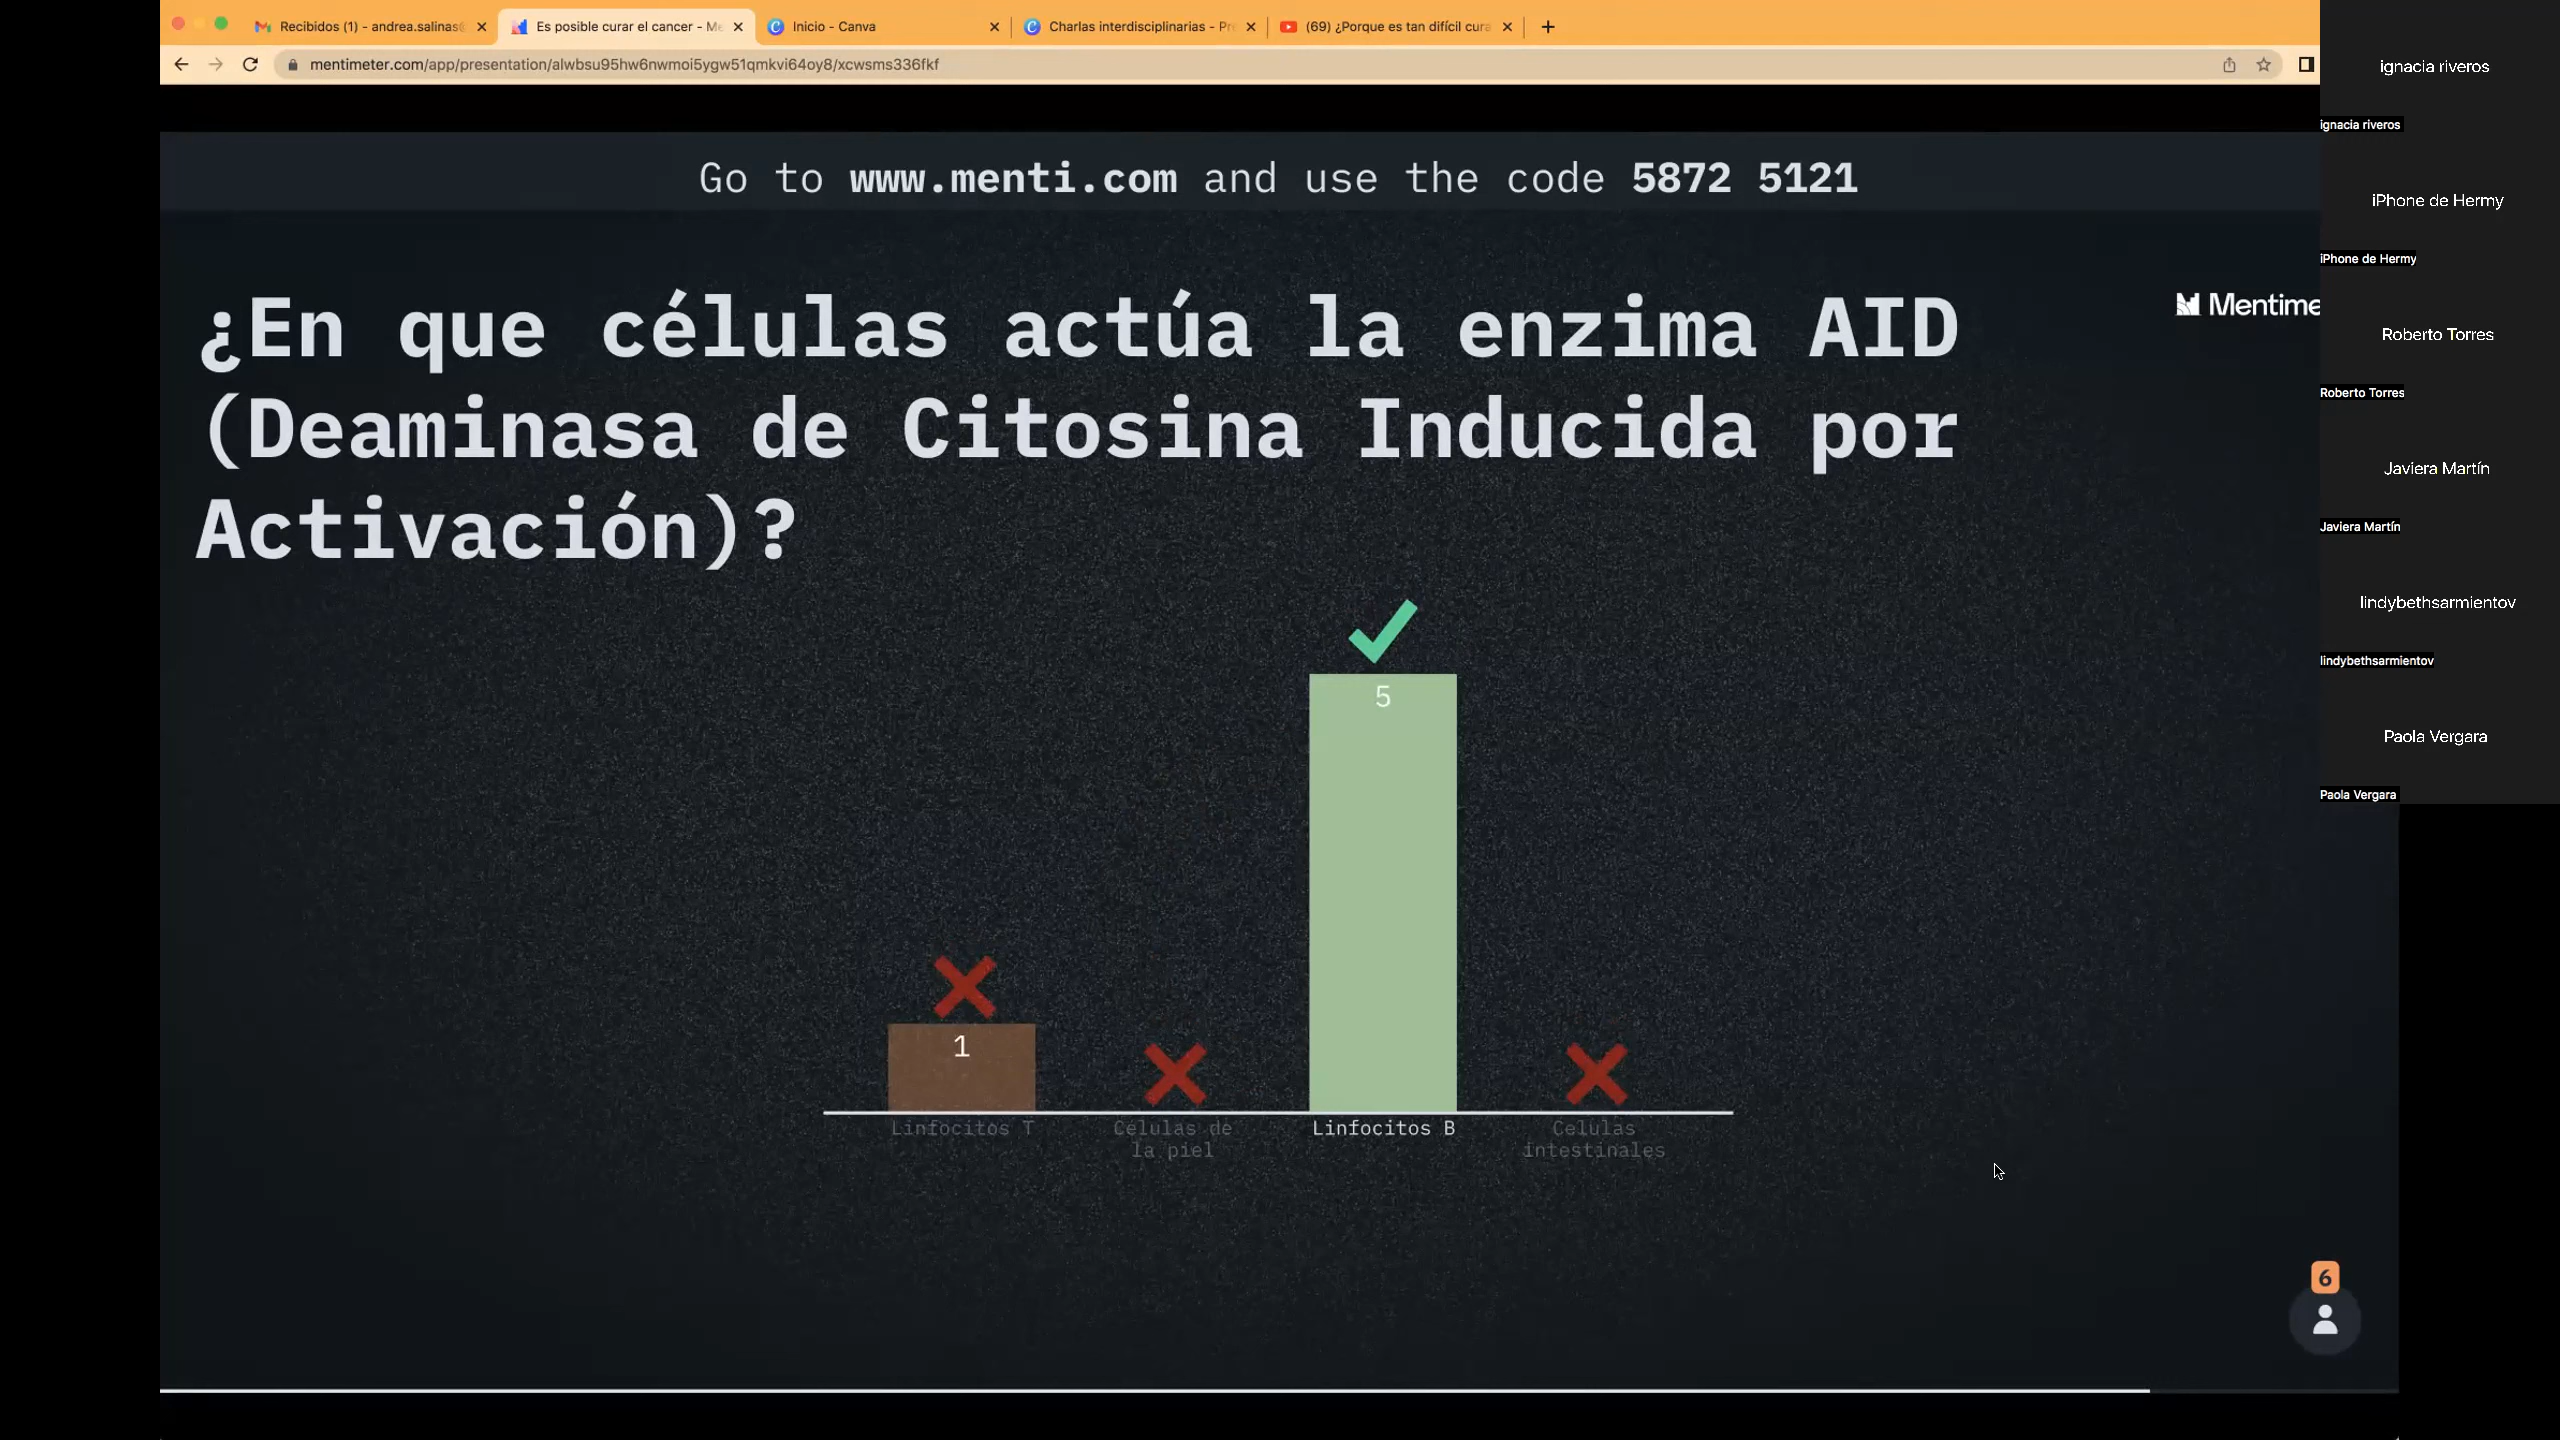 Recibidos (1) - andrea.salinas@
Es posible curar el cancer - Me
Inicio - Canva
Charlas interdisciplinarias - Pre
(69) ¿Porque es tan difícil cura
mentimeter.com/app/presentation/alwbsu95hw6nwmoi5ygw51qmkvi64oy8/xcwsms336fkf
Go to www.menti.com and use the code 5872 5121
¿En que células actúa la enzima AID
(Deaminasa de Citosina Inducida por
Activación)?
Mentime
5
1
Linfocitos T
Células de
la piel
Linfocitos B
Celulas
intestinales
6
ignacia riveros
ignacia riveros
iPhone de Hermy
iPhone de Hermy
Roberto Torres
Roberto Torres
Javiera Martín
Javiera Martín
lindybethsarmientov
lindybethsarmientov
Paola Vergara
Paola Vergara